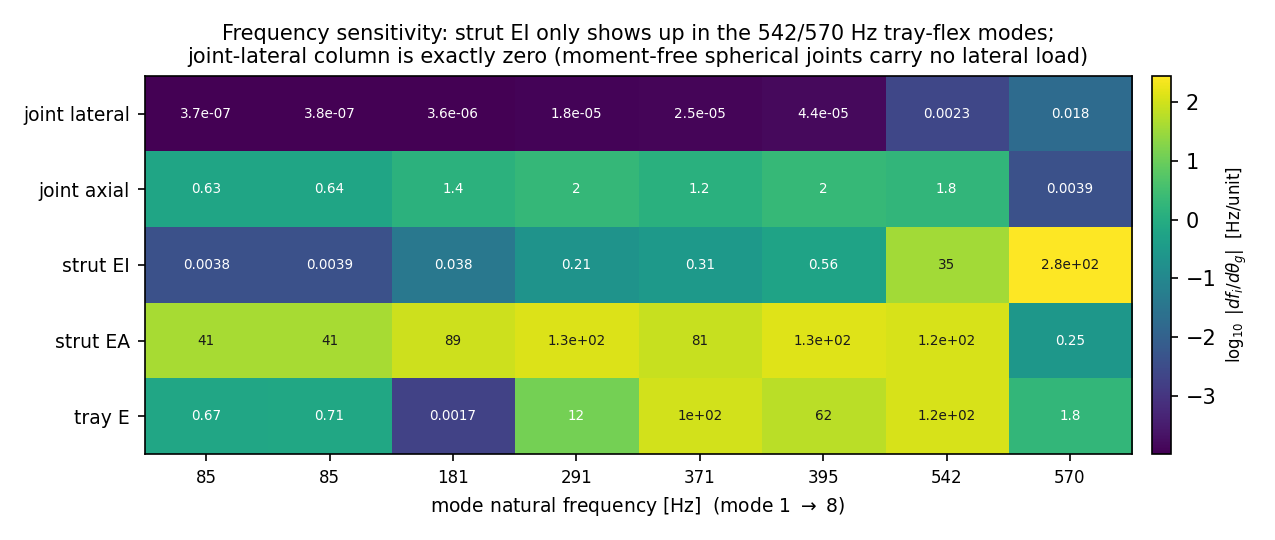 Frequency sensitivity: strut EI only shows up in the 542/570 Hz tray-flex modes;
joint-lateral column is exactly zero (moment-free spherical joints carry no lateral load)
joint lateral 3.7e-07 3.8e-07 3.6e-06 1.8e-05 2.5e-05 4.4e-05 0.0023 0.018
joint axial 0.63 0.64 1.4 2 1.2 2 1.8 0.0039
strut EI 0.0038 0.0039 0.038 0.21 0.31 0.56 35 2.8e+02
strut EA 41 41 89 1.3e+02 81 1.3e+02 1.2e+02 0.25
tray E 0.67 0.71 0.0017 12 1e+02 62 1.2e+02 1.8
85 85 181 291 371 395 542 570
mode natural frequency [Hz] (mode 1 → 8)
2
1
0
−1
−2
−3
log₁₀ |dfᵢ/dθ_g| [Hz/unit]